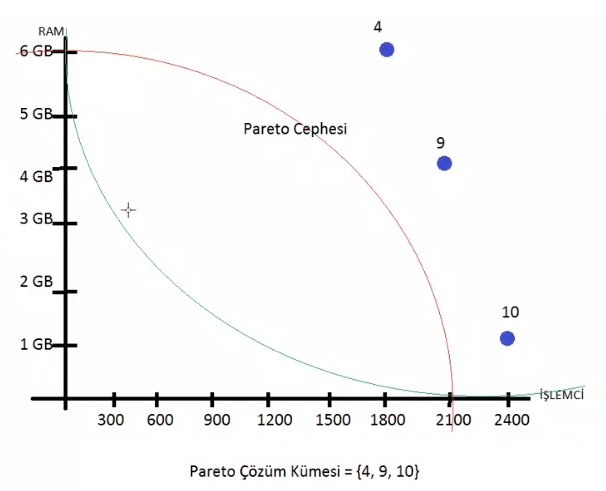 RAM
4
6 GB
5 GB
Pareto Cephesi
9
4 GB
3 GB
2 GB
10
1 GB
İŞLEMCİ
300 600 900 1200 1500 1800 2100 2400
Pareto Çözüm Kümesi = {4, 9, 10}